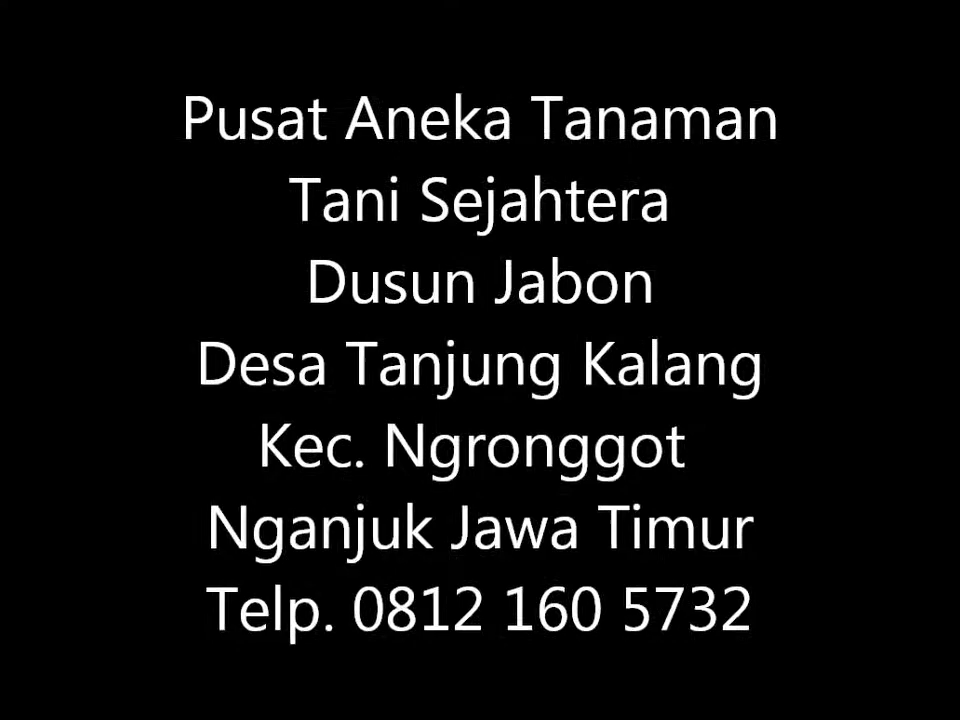 Pusat Aneka Tanaman
Tani Sejahtera
Dusun Jabon
Desa Tanjung Kalang
Kec. Ngronggot
Nganjuk Jawa Timur
Telp. 0812 160 5732